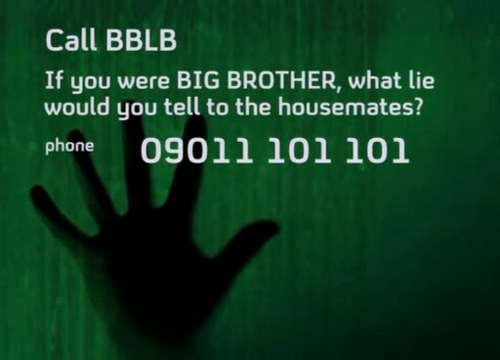 Call BBLB
If you were BIG BROTHER, what lie
would you tell to the housemates?
phone 09011 101 101